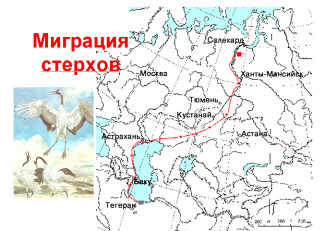 Миграция
стерхов
Салехард
Москва
Ханты-Мансийск
Тюмень
Кустанай
Астрахань
Астана
Баку
Тегеран